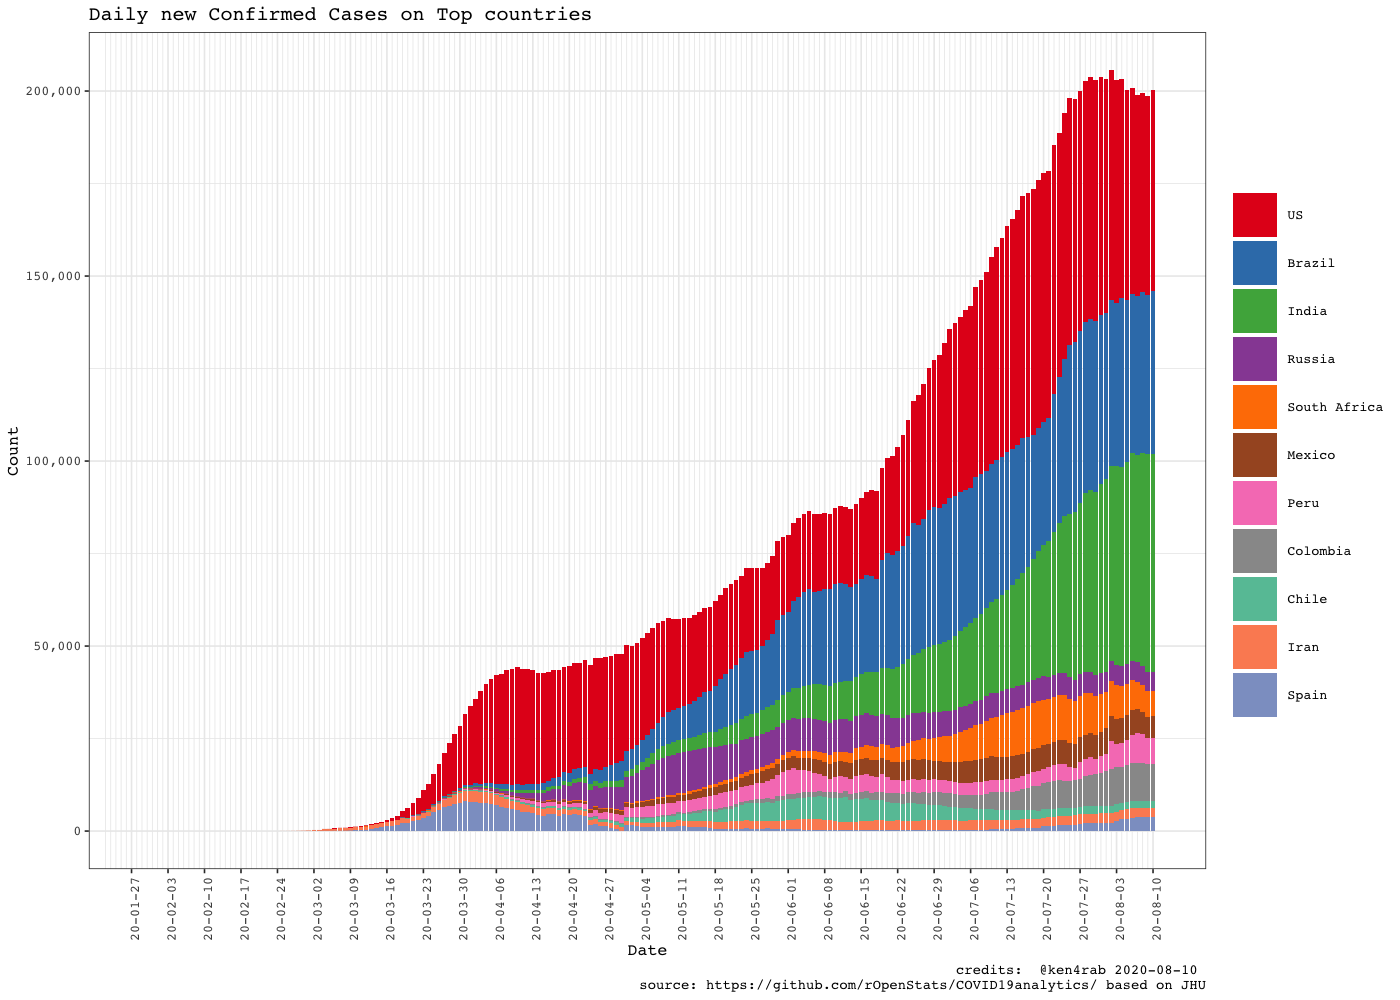 Daily new Confirmed Cases on Top countries
Count
200,000
150,000
100,000
50,000
0
20-01-27
20-02-03
20-02-10
20-02-17
20-02-24
20-03-02
20-03-09
20-03-16
20-03-23
20-03-30
20-04-06
20-04-13
20-04-20
20-04-27
20-05-04
20-05-11
20-05-18
20-05-25
20-06-01
20-06-08
20-06-15
20-06-22
20-06-29
20-07-06
20-07-13
20-07-20
20-07-27
20-08-03
20-08-10
Date
US
Brazil
India
Russia
South Africa
Mexico
Peru
Colombia
Chile
Iran
Spain
credits:  @ken4rab 2020-08-10
source: https://github.com/rOpenStats/COVID19analytics/ based on JHU